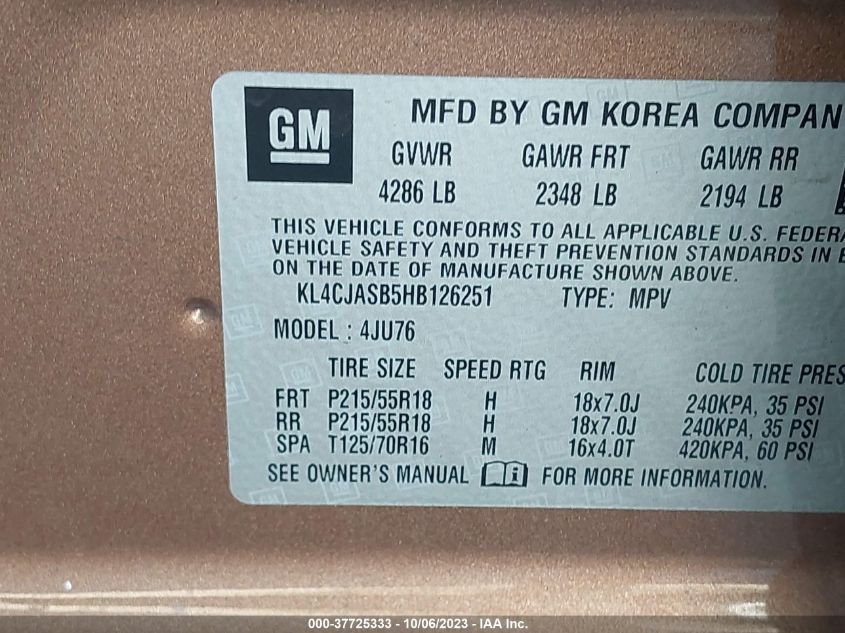 GM
MFD BY GM KOREA COMPAN
GVWR GAWR FRT GAWR RR
4286 LB 2348 LB 2194 LB
THIS VEHICLE CONFORMS TO ALL APPLICABLE U.S. FEDERA
VEHICLE SAFETY AND THEFT PREVENTION STANDARDS IN E
ON THE DATE OF MANUFACTURE SHOWN ABOVE.
KL4CJASB5HB126251 TYPE: MPV
MODEL: 4JU76
TIRE SIZE SPEED RTG RIM COLD TIRE PRES
FRT P215/55R18 H 18x7.0J 240KPA, 35 PSI
RR P215/55R18 H 18x7.0J 240KPA, 35 PSI
SPA T125/70R16 M 16x4.0T 420KPA, 60 PSI
SEE OWNER'S MANUAL FOR MORE INFORMATION.
000-37725333 - 10/06/2023 - IAA Inc.